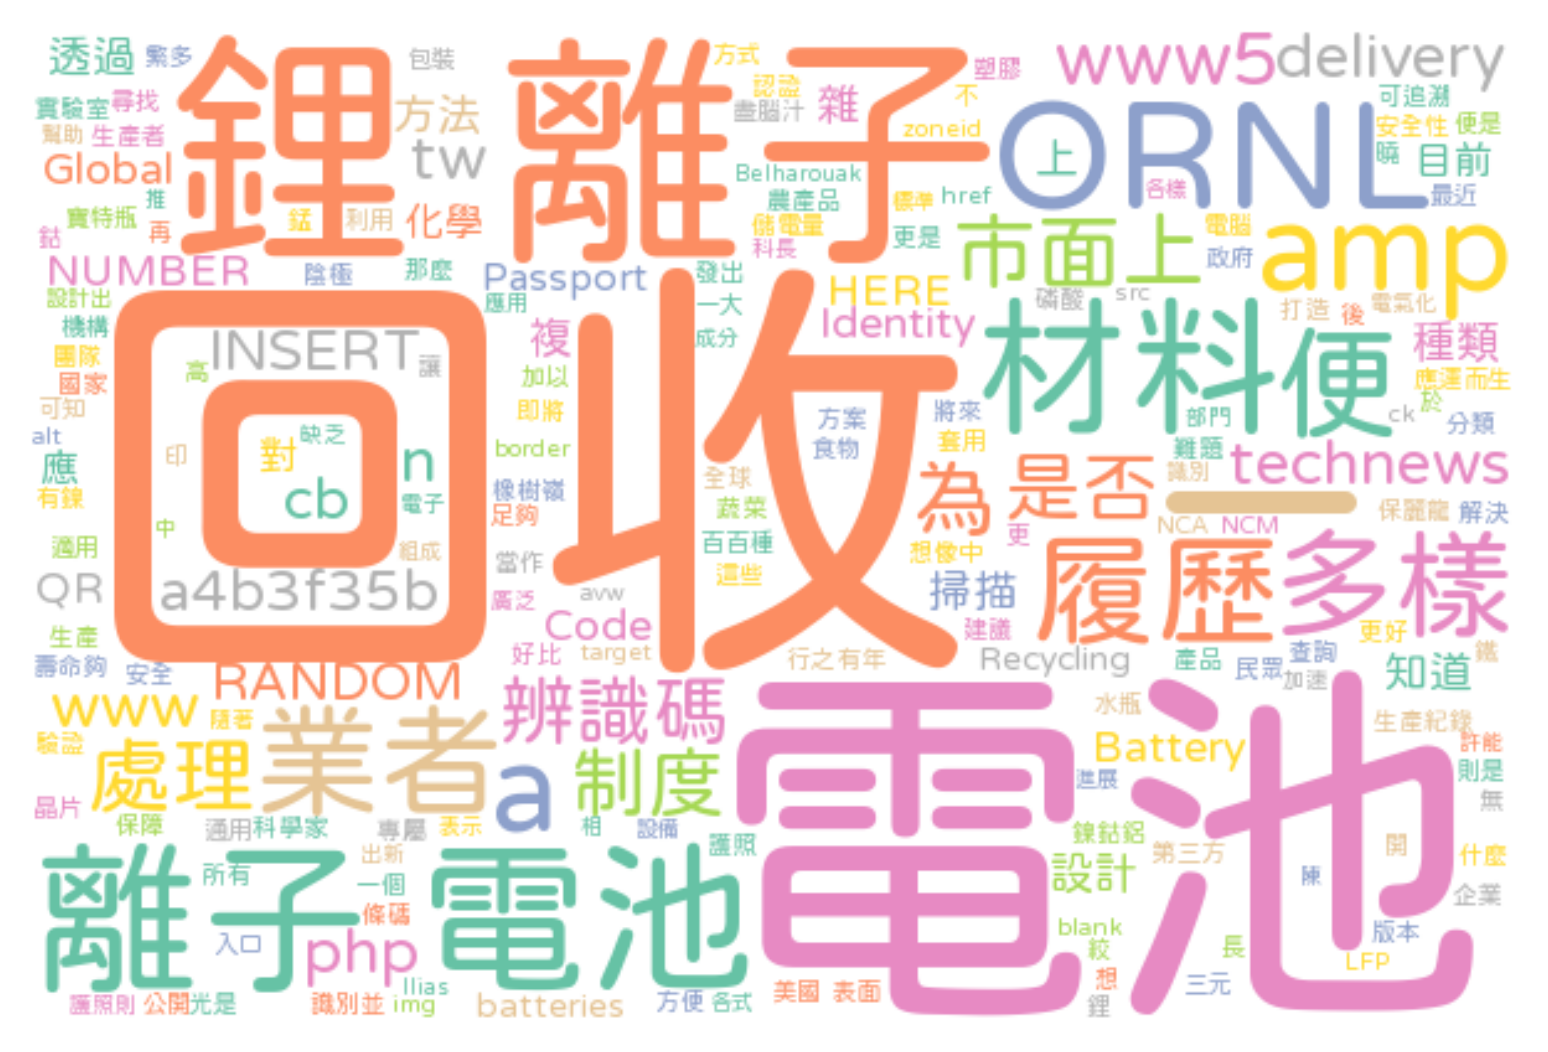 透過 繁多 鋰 包裝 離子 方式 塑膠 www5 delivery
實驗室 尋找 方法 認證 盡腦汁 雜 不 可追溯
幫助 生產者 zoneid ORNL 上 安全性 便是
Global tw Belharouak 曉 目前
推 農產品 標準 href 各樣 最近
寶特瓶 再 錳 利用 化學 儲電量 市面上 電腦 amp
鈷 科長 更是 政府
NUMBER 陰極 那麼 Passport 發出 HERE 磷酸 src
設計出 應用 一大 Identity 材料 便 打造 後 電氣化
機構 回收 INSERT 複 成分 種類
團隊 高 讓 加以 應運而生
國家 即將 方案 將來 部門 ck 於
可知 對 缺乏 食物 套用 分類
alt 印 n border 難題 technews
應 cb 電子 橡樹嶺 全球 為 是否 識別
有鎳 中 足夠 蔬菜 一 保麗龍 解決
適用 組成 當作 百百種 想像中 更 NCA NCM
QR a4b3f35b 廣泛 avw 這些 掃描 履歷 多樣
生產 Code 建議 更好
壽命夠 安全 好比 target 行之有年 Recycling 產品 民眾 查詢 加速 知道 鐵
RANDOM 辨識碼 電池 水瓶
www 隨著 業者 生產紀錄
驗證 處理 a 制度 Battery 許能
晶片 進展 則是
保障 通用 科學家 專屬 表示 相 設備 鎳鈷鋁 無
離子 所有 出新 電池 護照 設計 第三方 開 什麼
一個 陳 企業
條碼 blank
入口 php 較 長 版本
llias 想 LFP
護照則 公開 光是 識別並 img batteries 方便 各式 美國 表面 鋰 三元